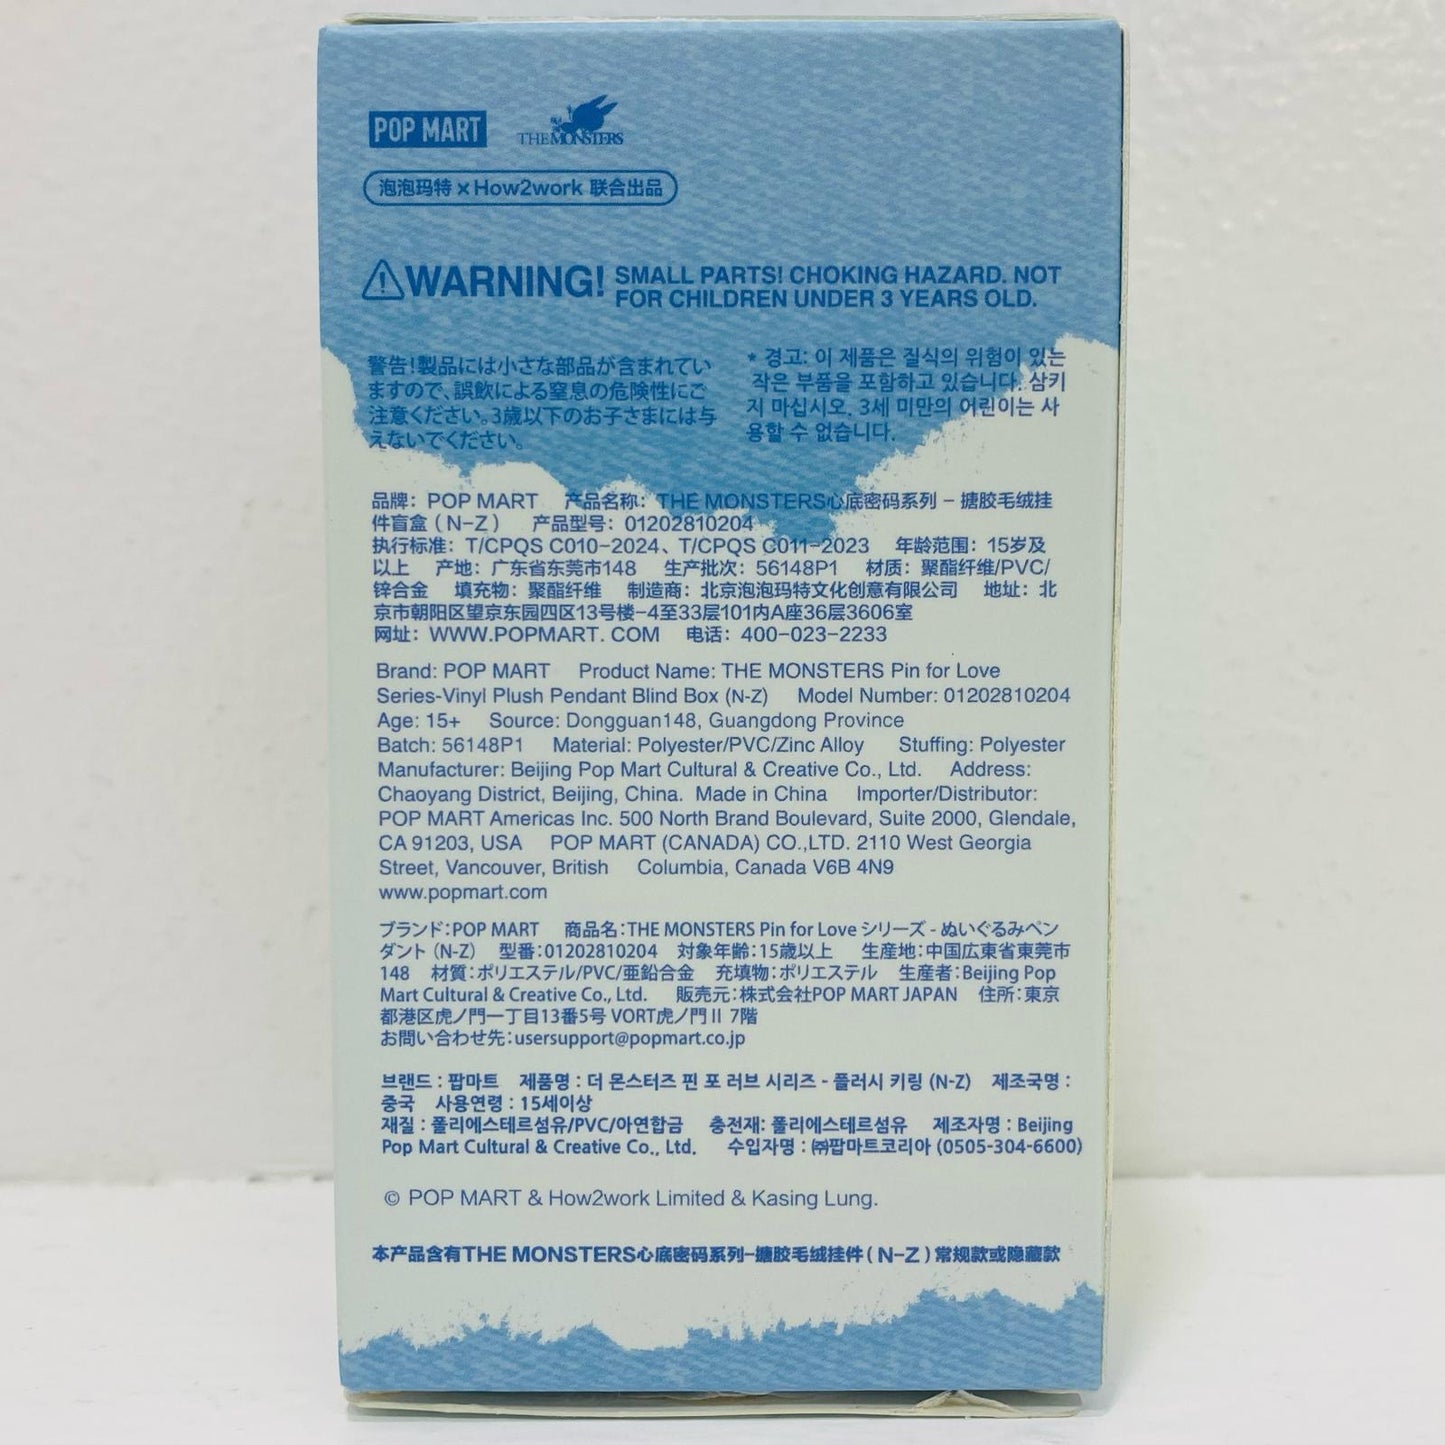 POP MART
THE MONSTERS
泡泡玛特 × How2work 联合出品
WARNING! SMALL PARTS! CHOKING HAZARD. NOT
FOR CHILDREN UNDER 3 YEARS OLD.
警告!製品には小さな部品が含まれてい
ますので、誤飲による窒息の危険性にご
注意ください。3歳以下のお子さまには与
えないでください。
* 경고: 이 제품은 질식의 위험이 있는
작은 부품을 포함하고 있습니다. 삼키
지 마십시오. 3세 미만의 어린이는 사
용할 수 없습니다.
品牌: POP MART 产品名称: THE MONSTERS心底密码系列 – 搪胶毛绒挂
件盲盒 (N-Z) 产品型号: 01202810204
执行标准: T/CPQS C010-2024、T/CPQS C011-2023 年龄范围: 15岁及
以上 产地: 广东省东莞市148 生产批次: 56148P1 材质: 聚酯纤维/PVC/
锌合金 填充物: 聚酯纤维 制造商: 北京泡泡玛特文化创意有限公司 地址: 北
京市朝阳区望京东园四区13号楼-4至33层101内A座36层3606室
网址: WWW.POPMART. COM 电话: 400-023-2233
Brand: POP MART Product Name: THE MONSTERS Pin for Love
Series-Vinyl Plush Pendant Blind Box (N-Z) Model Number: 01202810204
Age: 15+ Source: Dongguan148, Guangdong Province
Batch: 56148P1 Material: Polyester/PVC/Zinc Alloy Stuffing: Polyester
Manufacturer: Beijing Pop Mart Cultural & Creative Co., Ltd. Address:
Chaoyang District, Beijing, China. Made in China Importer/Distributor:
POP MART Americas Inc. 500 North Brand Boulevard, Suite 2000, Glendale,
CA 91203, USA POP MART (CANADA) CO.,LTD. 2110 West Georgia
Street, Vancouver, British Columbia, Canada V6B 4N9
www.popmart.com
ブランド:POP MART 商品名:THE MONSTERS Pin for Love シリーズ - ぬいぐるみペン
ダント (N-Z) 型番:01202810204 対象年齢:15歳以上 生産地:中国広東省東莞市
148 材質:ポリエステル/PVC/亜鉛合金 充填物:ポリエステル 生産者:Beijing Pop
Mart Cultural & Creative Co., Ltd. 販売元:株式会社POP MART JAPAN 住所:東京
都港区虎ノ門一丁目13番5号 VORT虎ノ門II 7階
お問い合わせ先:usersupport@popmart.co.jp
브랜드 : 팝마트 제품명 : 더 몬스터즈 핀 포 러브 시리즈 - 플러시 키링 (N-Z) 제조국명 :
중국 사용연령 : 15세이상
재질 : 폴리에스테르섬유/PVC/아연합금 충전재: 폴리에스테르섬유 제조자명 : Beijing
Pop Mart Cultural & Creative Co., Ltd. 수입자명 : ㈜팝마트코리아 (0505-304-6600)
© POP MART & How2work Limited & Kasing Lung.
本产品含有THE MONSTERS心底密码系列-搪胶毛绒挂件(N-Z)常规款或隐藏款